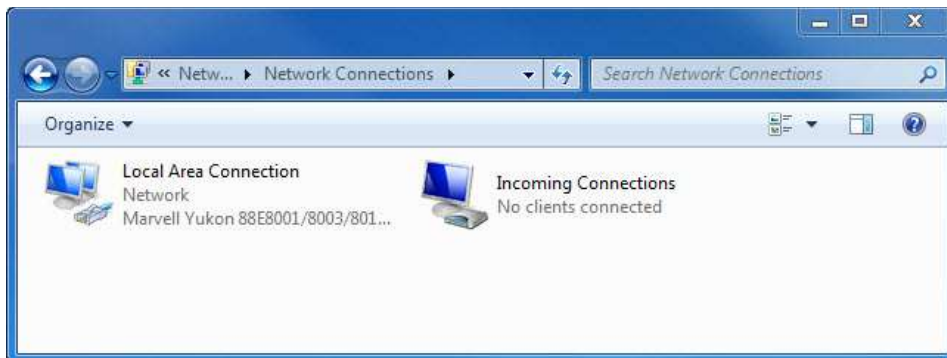 « Netw... Network Connections
Search Network Connections
Organize
Local Area Connection
Network
Marvell Yukon 88E8001/8003/801...
Incoming Connections
No clients connected